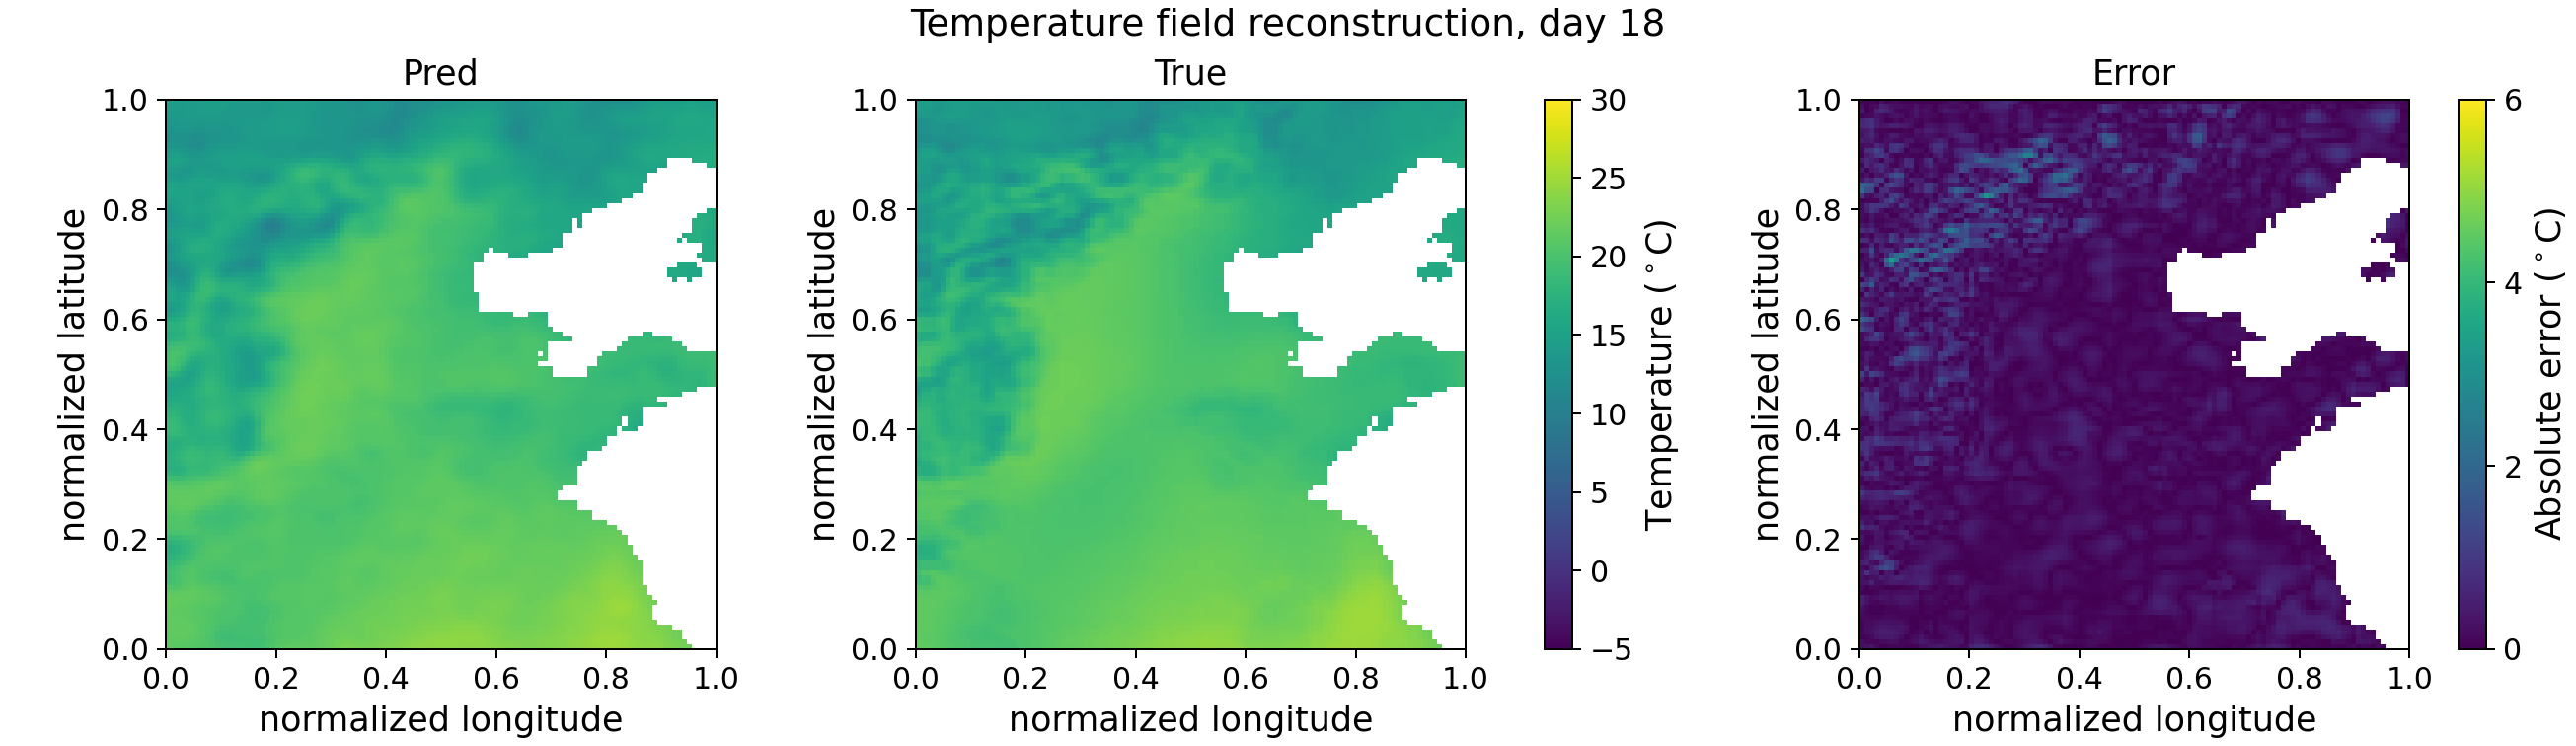 Temperature field reconstruction, day 18
Pred
1.0
0.8
0.6
0.4
0.2
0.0
normalized latitude
0.0 0.2 0.4 0.6 0.8 1.0
normalized longitude
True
1.0
0.8
0.6
0.4
0.2
0.0
normalized latitude
0.0 0.2 0.4 0.6 0.8 1.0
normalized longitude
30
25
20
15
10
5
0
−5
Temperature (°C)
Error
1.0
0.8
0.6
0.4
0.2
0.0
normalized latitude
0.0 0.2 0.4 0.6 0.8 1.0
normalized longitude
6
4
2
0
Absolute error (°C)